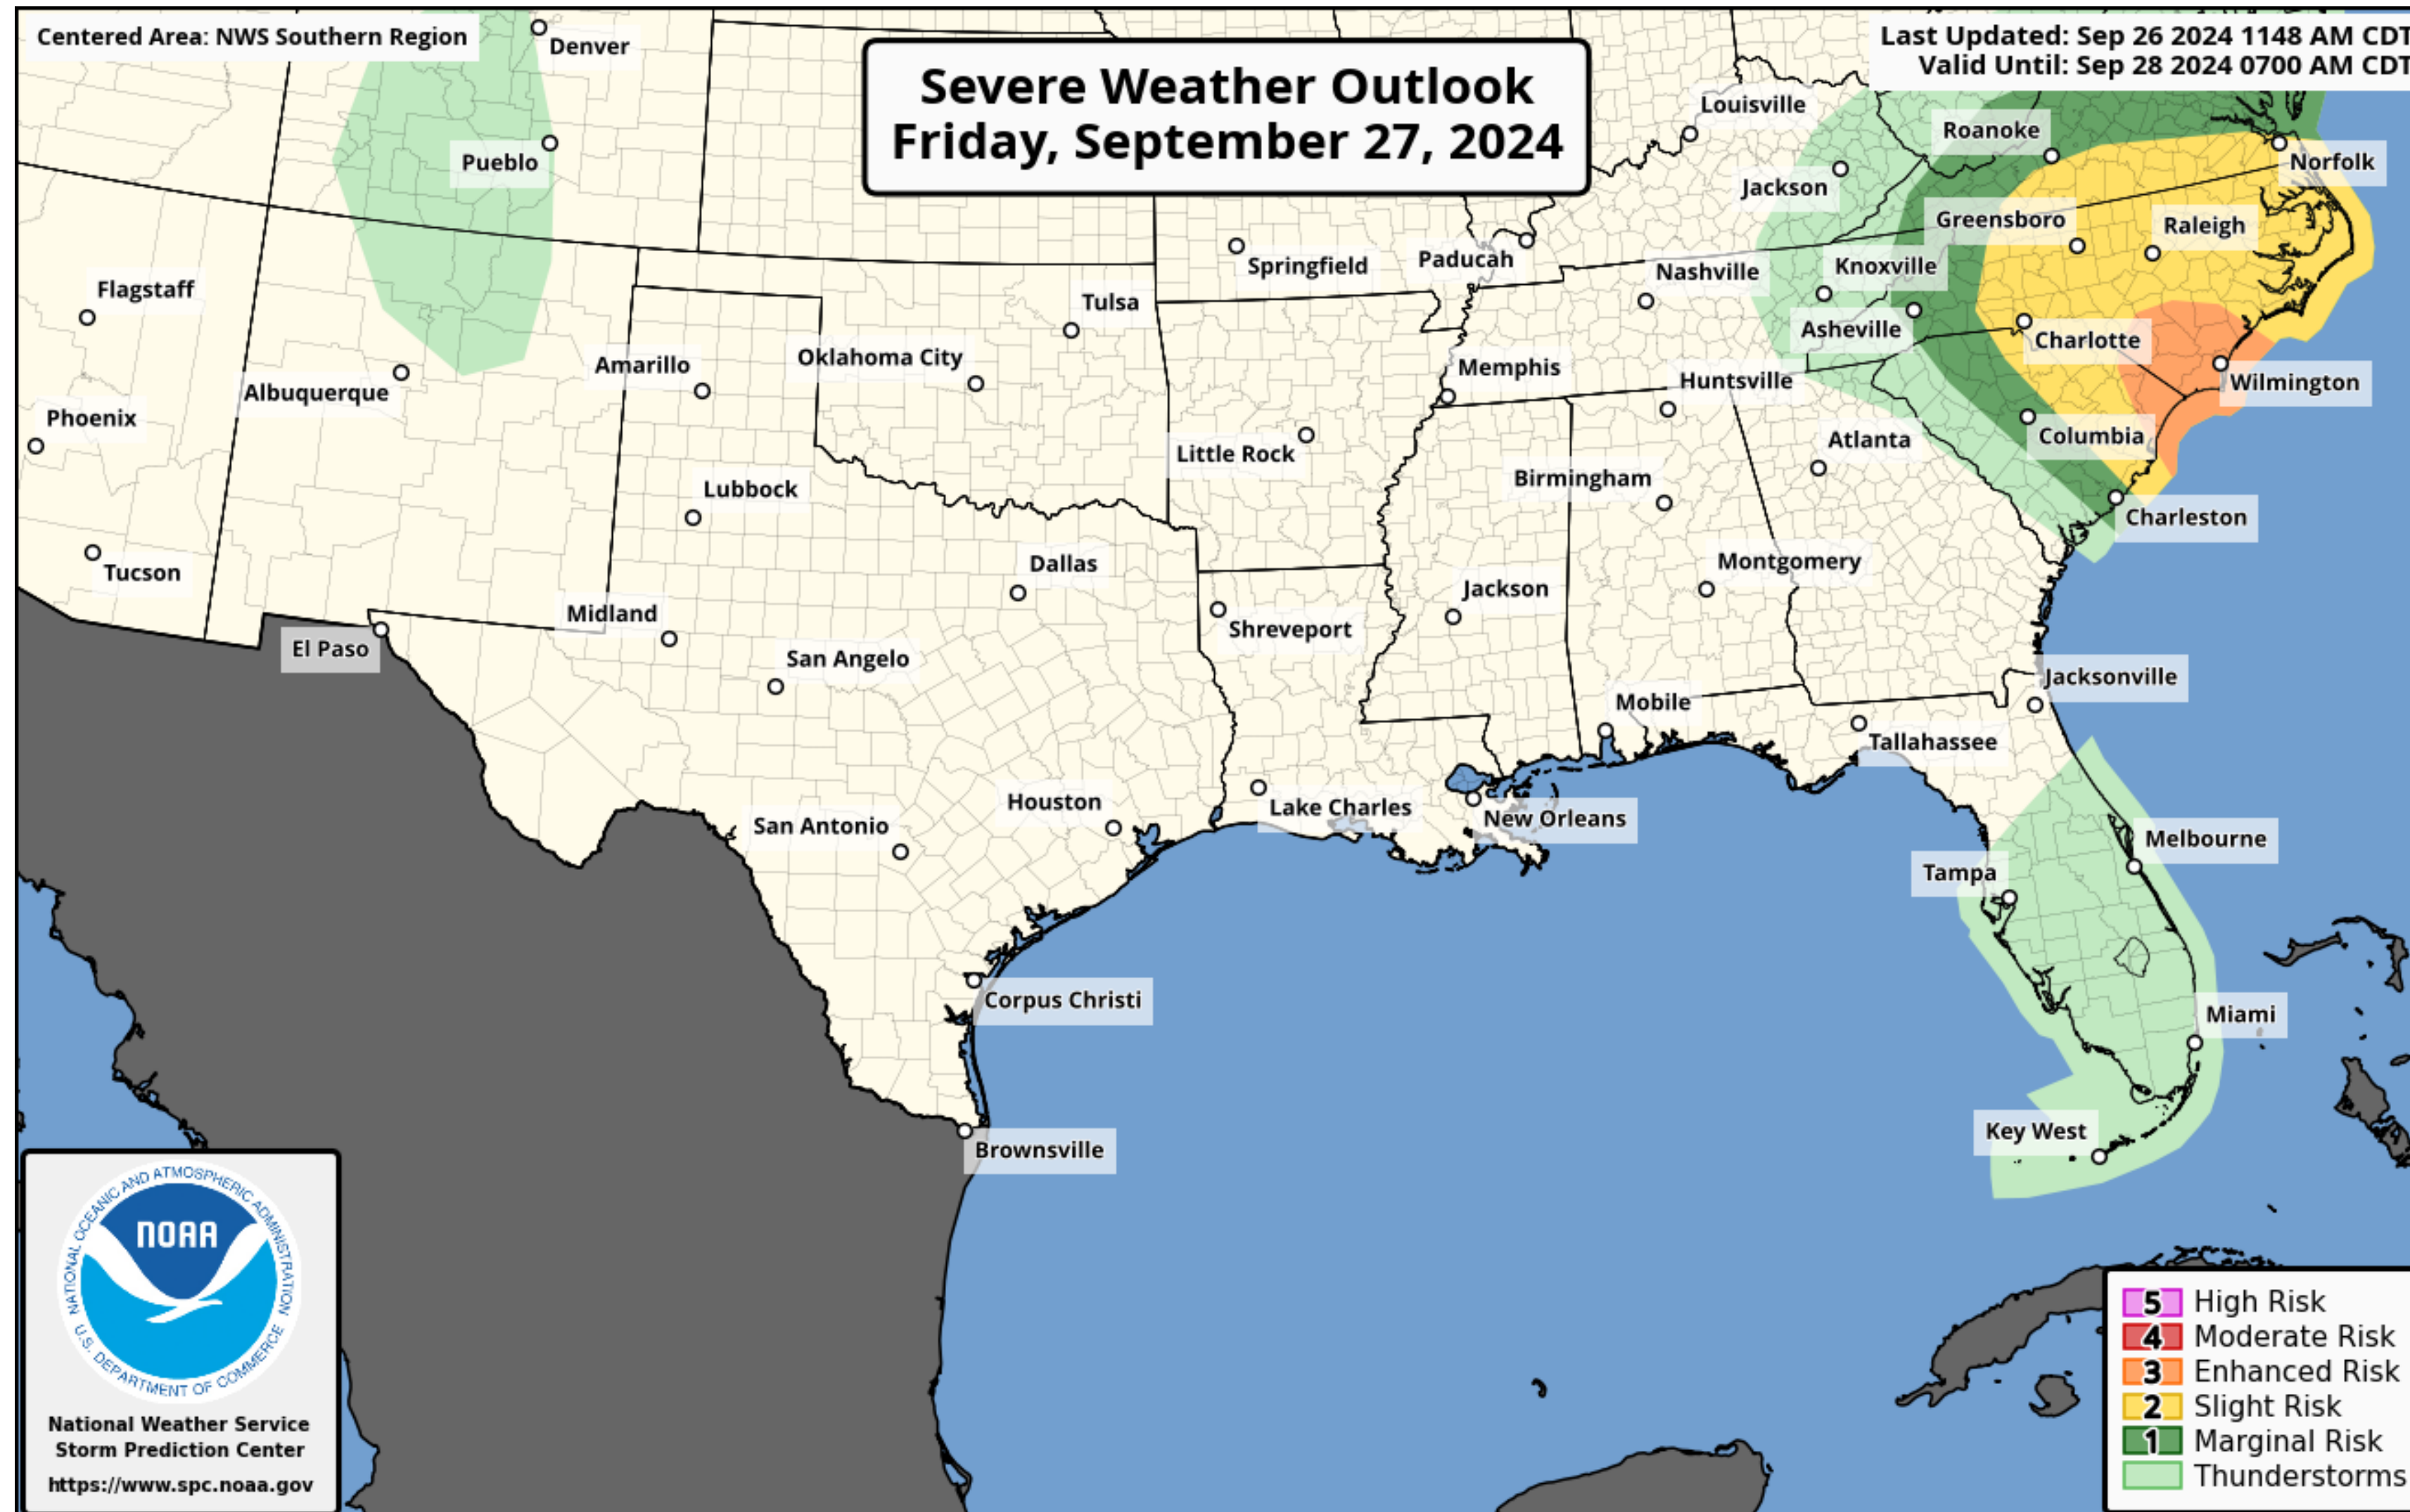 Centered Area: NWS Southern Region
Last Updated: Sep 26 2024 1148 AM CDT
Valid Until: Sep 28 2024 0700 AM CDT
Severe Weather Outlook
Friday, September 27, 2024
Denver
Pueblo
Louisville
Roanoke
Norfolk
Jackson
Greensboro
Raleigh
Springfield
Paducah
Nashville
Knoxville
Flagstaff
Tulsa
Asheville
Charlotte
Amarillo
Oklahoma City
Memphis
Huntsville
Wilmington
Albuquerque
Phoenix
Little Rock
Atlanta
Columbia
Lubbock
Birmingham
Charleston
Tucson
Dallas
Montgomery
Jackson
Midland
Shreveport
El Paso
San Angelo
Jacksonville
Mobile
Tallahassee
Houston
Lake Charles
New Orleans
San Antonio
Melbourne
Tampa
Corpus Christi
Miami
Key West
Brownsville
NATIONAL OCEANIC AND ATMOSPHERIC ADMINISTRATION
NOAA
U.S. DEPARTMENT OF COMMERCE
National Weather Service
Storm Prediction Center
https://www.spc.noaa.gov
5 High Risk
4 Moderate Risk
3 Enhanced Risk
2 Slight Risk
1 Marginal Risk
Thunderstorms